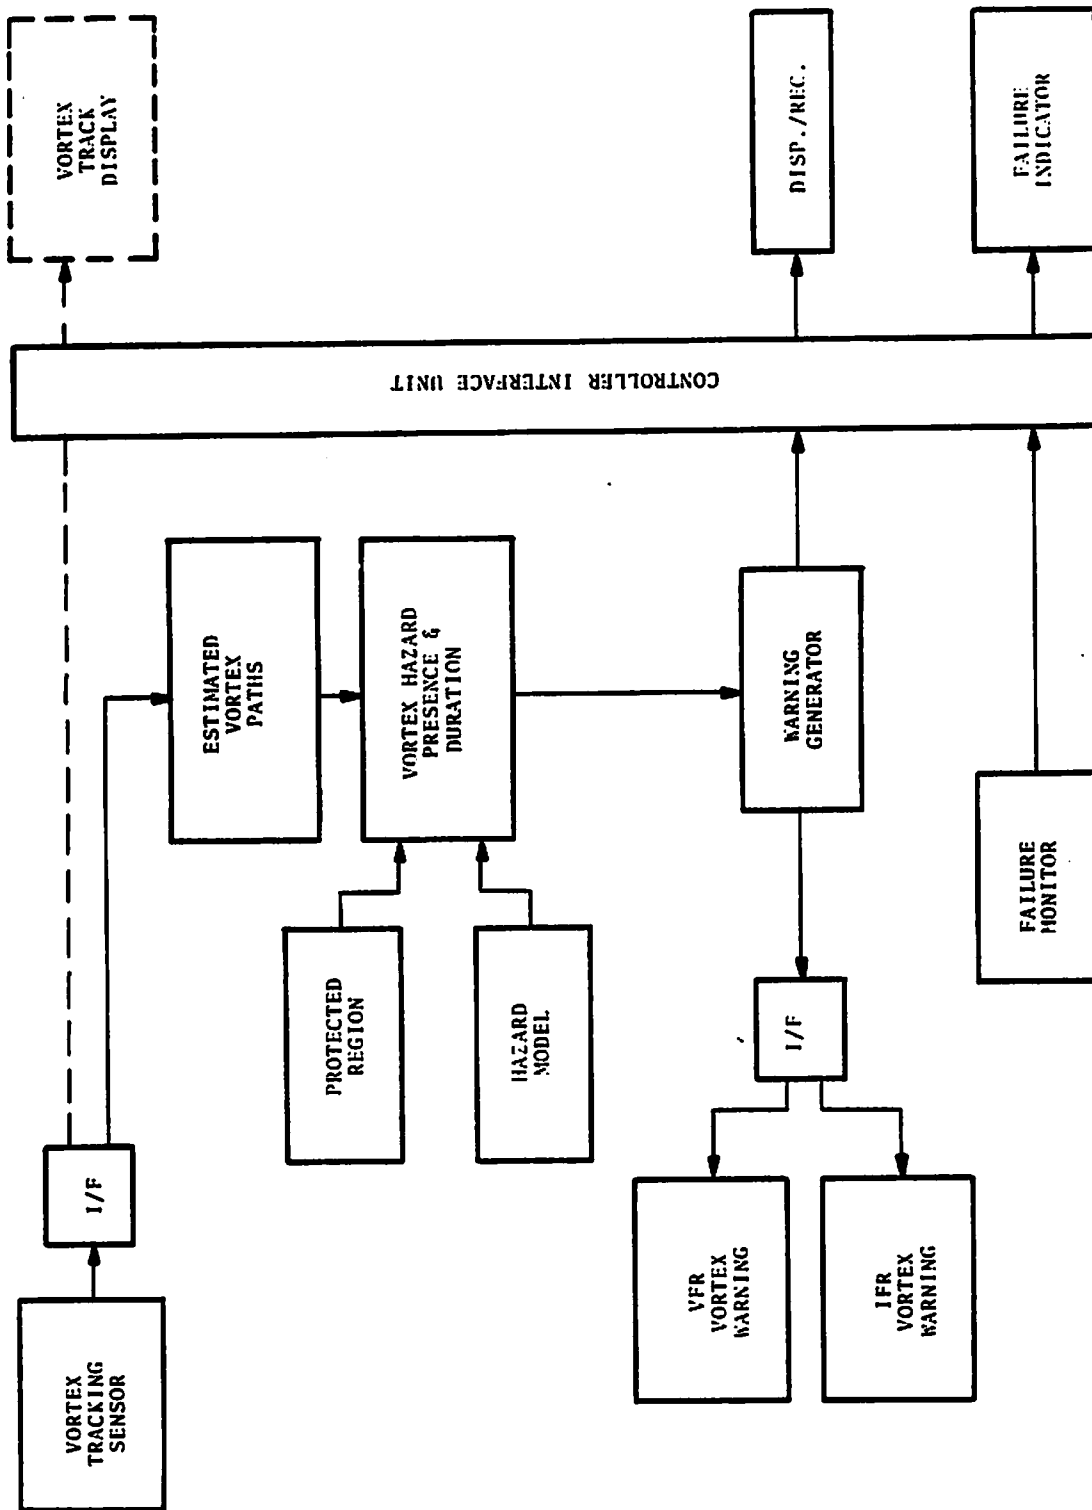 VORTEX
TRACKING
SENSOR
I/F
VORTEX
TRACK
DISPLAY
ESTIMATED
VORTEX
PATHS
PROTECTED
REGION
VORTEX HAZARD
PRESENCE &
DURATION
HAZARD
MODEL
CONTROLLER INTERFACE UNIT
VFR
VORTEX
WARNING
I/F
WARNING
GENERATOR
DISP./REC.
IFR
VORTEX
WARNING
FAILURE
MONITOR
FAILURE
INDICATOR